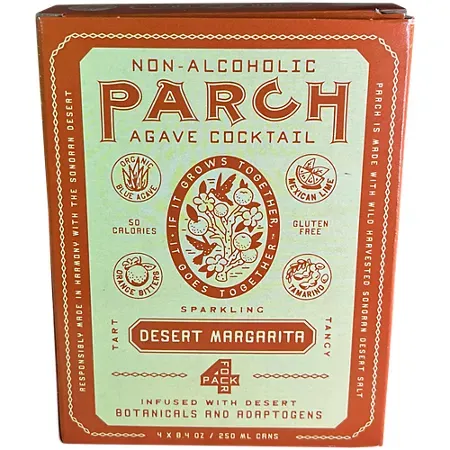 NON-ALCOHOLIC
PARCH
AGAVE COCKTAIL
ORGANIC
BLUE AGAVE
MEXICAN LIME
IF IT GROWS TOGETHER,
IT GOES TOGETHER
50
CALORIES
GLUTEN
FREE
ORANGE BITTERS
TAMARIND
SPARKLING
TART
DESERT MARGARITA
TANGY
4
FOUR
PACK
INFUSED WITH DESERT
BOTANICALS AND ADAPTOGENS
4 X 8.4 OZ / 250 ML CANS
RESPONSIBLY MADE IN HARMONY WITH THE SONORAN DESERT
PARCH IS MADE WITH WILD HARVESTED SONORAN DESERT SALT